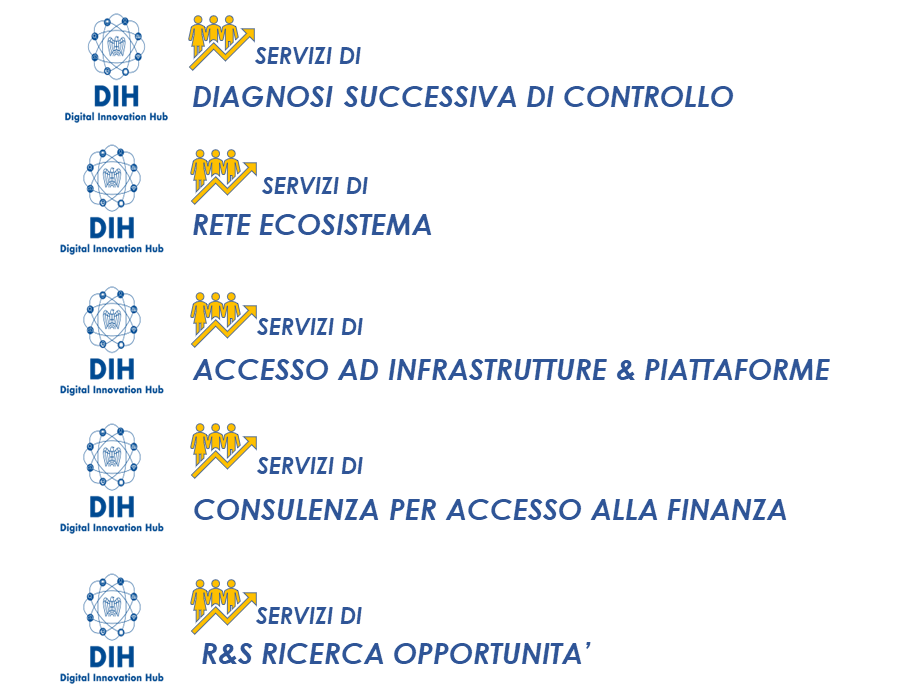 SERVIZI DI
DIH
Digital Innovation Hub
DIAGNOSI SUCCESSIVA DI CONTROLLO
SERVIZI DI
DIH
Digital Innovation Hub
RETE ECOSISTEMA
SERVIZI DI
DIH
Digital Innovation Hub
ACCESSO AD INFRASTRUTTURE & PIATTAFORME
SERVIZI DI
DIH
Digital Innovation Hub
CONSULENZA PER ACCESSO ALLA FINANZA
SERVIZI DI
DIH
Digital Innovation Hub
R&S RICERCA OPPORTUNITA’